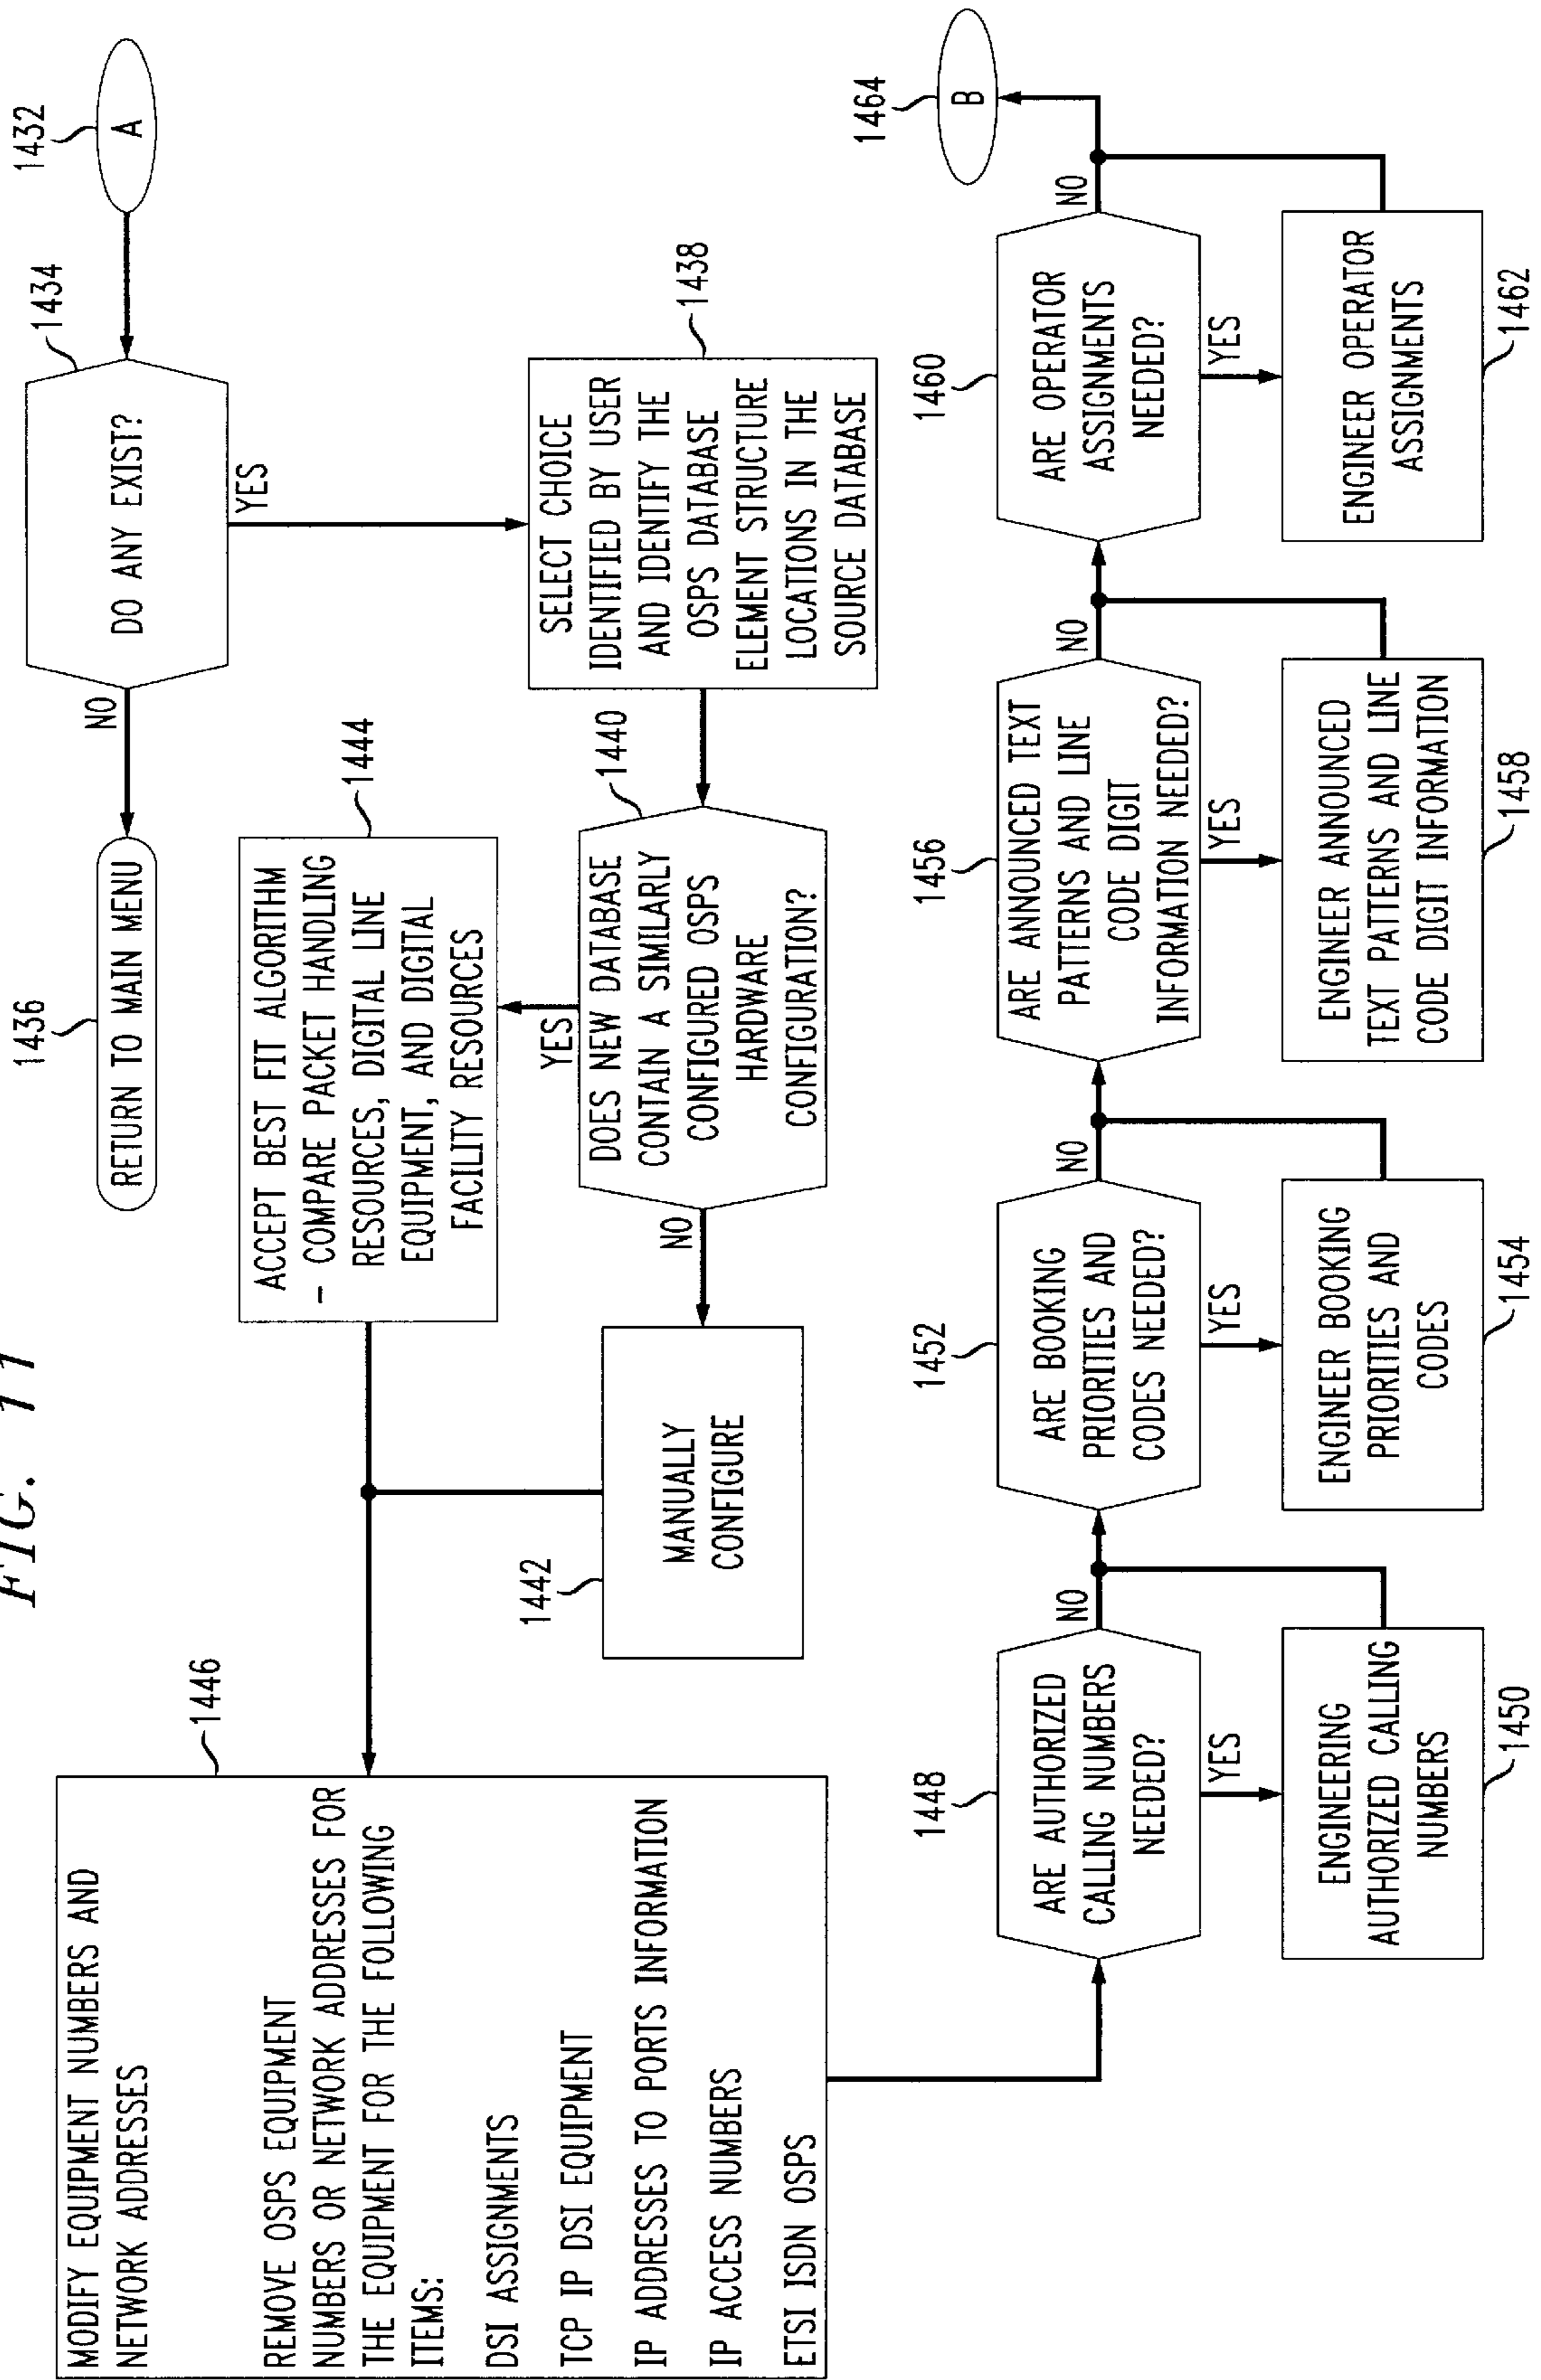 FIG. 11
1432
A
1434
DO ANY EXIST?
NO
YES
1436
RETURN TO MAIN MENU
1438
SELECT CHOICE
IDENTIFIED BY USER
AND IDENTIFY THE
OSPS DATABASE
ELEMENT STRUCTURE
LOCATIONS IN THE
SOURCE DATABASE
1440
DOES NEW DATABASE
CONTAIN A SIMILARLY
CONFIGURED OSPS
HARDWARE
CONFIGURATION?
YES
NO
1444
ACCEPT BEST FIT ALGORITHM
- COMPARE PACKET HANDLING
RESOURCES, DIGITAL LINE
EQUIPMENT, AND DIGITAL
FACILITY RESOURCES
1442
MANUALLY
CONFIGURE
1446
MODIFY EQUIPMENT NUMBERS AND
NETWORK ADDRESSES
REMOVE OSPS EQUIPMENT
NUMBERS OR NETWORK ADDRESSES FOR
THE EQUIPMENT FOR THE FOLLOWING
ITEMS:
DSI ASSIGNMENTS
TCP IP DSI EQUIPMENT
IP ADDRESSES TO PORTS INFORMATION
IP ACCESS NUMBERS
ETSI ISDN OSPS
1448
ARE AUTHORIZED
CALLING NUMBERS
NEEDED?
NO
YES
ENGINEERING
AUTHORIZED CALLING
NUMBERS
1450
1452
ARE BOOKING
PRIORITIES AND
CODES NEEDED?
NO
YES
ENGINEER BOOKING
PRIORITIES AND
CODES
1454
1456
ARE ANNOUNCED TEXT
PATTERNS AND LINE
CODE DIGIT
INFORMATION NEEDED?
NO
YES
ENGINEER ANNOUNCED
TEXT PATTERNS AND LINE
CODE DIGIT INFORMATION
1458
1460
ARE OPERATOR
ASSIGNMENTS
NEEDED?
NO
YES
ENGINEER OPERATOR
ASSIGNMENTS
1462
1464
B